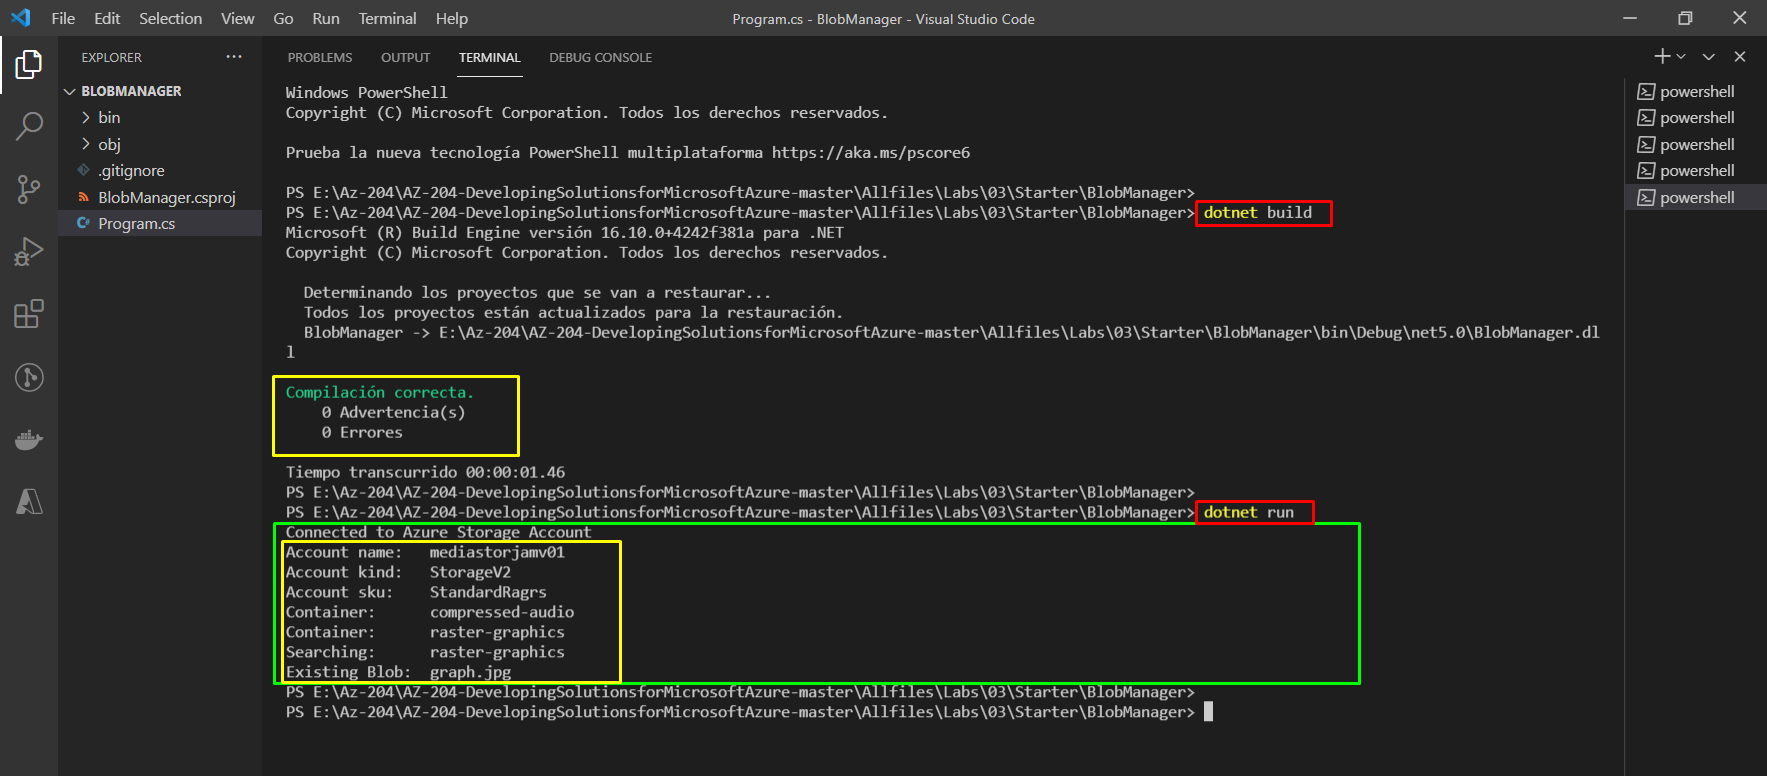 File Edit Selection View Go Run Terminal Help
Program.cs - BlobManager - Visual Studio Code
EXPLORER
BLOBMANAGER
bin
obj
.gitignore
BlobManager.csproj
Program.cs
PROBLEMS OUTPUT TERMINAL DEBUG CONSOLE
Windows PowerShell
Copyright (C) Microsoft Corporation. Todos los derechos reservados.
Prueba la nueva tecnología PowerShell multiplataforma https://aka.ms/pscore6
PS E:\Az-204\AZ-204-DevelopingSolutionsforMicrosoftAzure-master\Allfiles\Labs\03\Starter\BlobManager>
PS E:\Az-204\AZ-204-DevelopingSolutionsforMicrosoftAzure-master\Allfiles\Labs\03\Starter\BlobManager> dotnet build
Microsoft (R) Build Engine versión 16.10.0+4242f381a para .NET
Copyright (C) Microsoft Corporation. Todos los derechos reservados.
Determinando los proyectos que se van a restaurar...
Todos los proyectos están actualizados para la restauración.
BlobManager -> E:\Az-204\AZ-204-DevelopingSolutionsforMicrosoftAzure-master\Allfiles\Labs\03\Starter\BlobManager\bin\Debug\net5.0\BlobManager.dl
l
Compilación correcta.
0 Advertencia(s)
0 Errores
Tiempo transcurrido 00:00:01.46
PS E:\Az-204\AZ-204-DevelopingSolutionsforMicrosoftAzure-master\Allfiles\Labs\03\Starter\BlobManager>
PS E:\Az-204\AZ-204-DevelopingSolutionsforMicrosoftAzure-master\Allfiles\Labs\03\Starter\BlobManager> dotnet run
Connected to Azure Storage Account
Account name: mediastorjamv01
Account kind: StorageV2
Account sku: StandardRagrs
Container: compressed-audio
Container: raster-graphics
Searching: raster-graphics
Existing Blob: graph.jpg
PS E:\Az-204\AZ-204-DevelopingSolutionsforMicrosoftAzure-master\Allfiles\Labs\03\Starter\BlobManager>
PS E:\Az-204\AZ-204-DevelopingSolutionsforMicrosoftAzure-master\Allfiles\Labs\03\Starter\BlobManager>
powershell
powershell
powershell
powershell
powershell